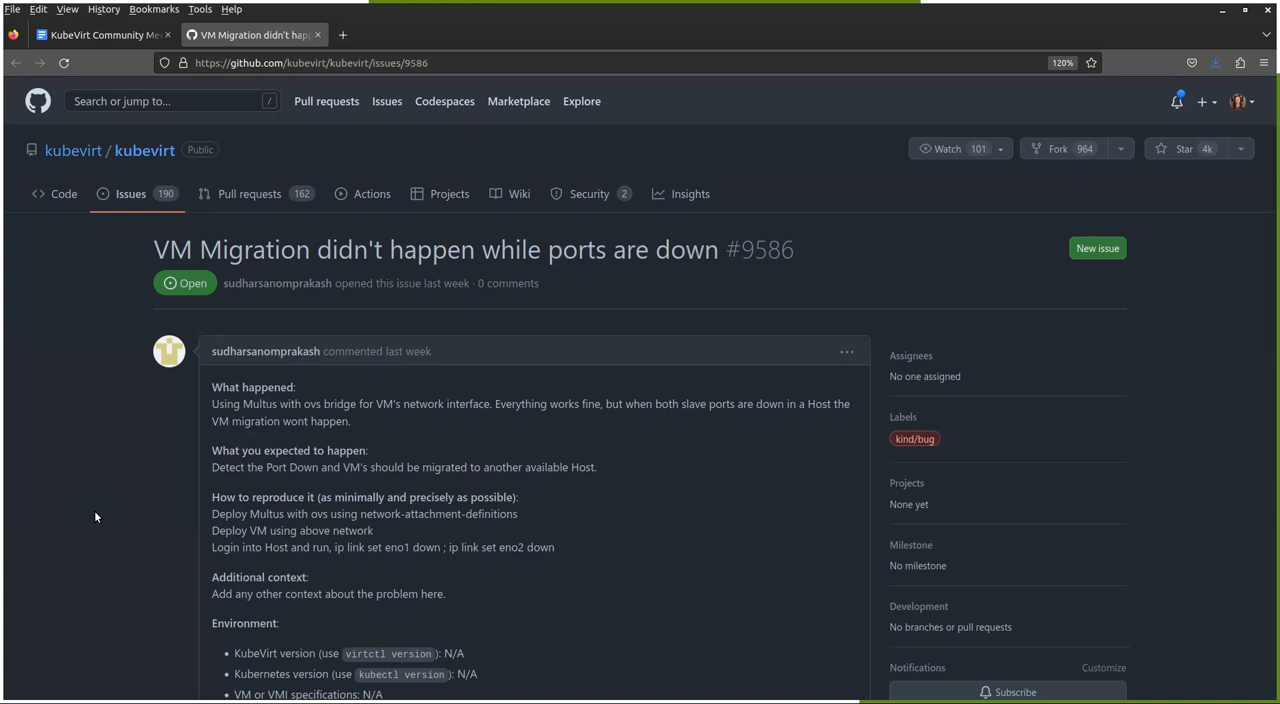 File Edit View History Bookmarks Tools Help
KubeVirt Community Me
VM Migration didn't hap
https://github.com/kubevirt/kubevirt/issues/9586
120%
Search or jump to...
/
Pull requests
Issues
Codespaces
Marketplace
Explore
kubevirt / kubevirt
Public
Watch 101
Fork 964
Star 4k
Code
Issues 190
Pull requests 162
Actions
Projects
Wiki
Security 2
Insights
VM Migration didn't happen while ports are down #9586
New issue
Open
sudharsanomprakash opened this issue last week · 0 comments
sudharsanomprakash commented last week
What happened:
Using Multus with ovs bridge for VM's network interface. Everything works fine, but when both slave ports are down in a Host the
VM migration wont happen.
What you expected to happen:
Detect the Port Down and VM's should be migrated to another available Host.
How to reproduce it (as minimally and precisely as possible):
Deploy Multus with ovs using network-attachment-definitions
Deploy VM using above network
Login into Host and run, ip link set eno1 down ; ip link set eno2 down
Additional context:
Add any other context about the problem here.
Environment:
• KubeVirt version (use virtctl version): N/A
• Kubernetes version (use kubectl version): N/A
• VM or VMI specifications: N/A
Assignees
No one assigned
Labels
kind/bug
Projects
None yet
Milestone
No milestone
Development
No branches or pull requests
Notifications
Customize
Subscribe